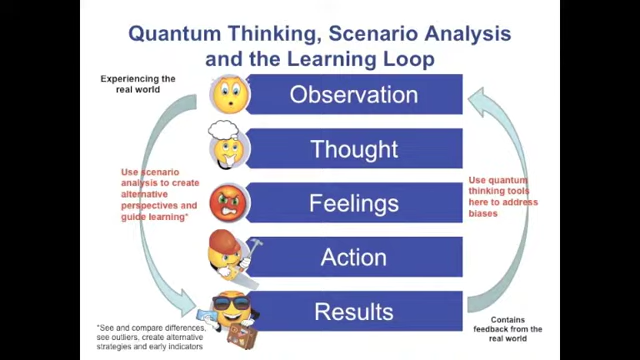 Quantum Thinking, Scenario Analysis
and the Learning Loop
Experiencing the
real world
Observation
Thought
Use scenario
analysis to create
alternative
perspectives and
guide learning*
Feelings
Use quantum
thinking tools
here to address
biases
Action
Results
*See and compare differences,
see outliers, create alternative
strategies and early indicators
Contains
feedback from the
real world